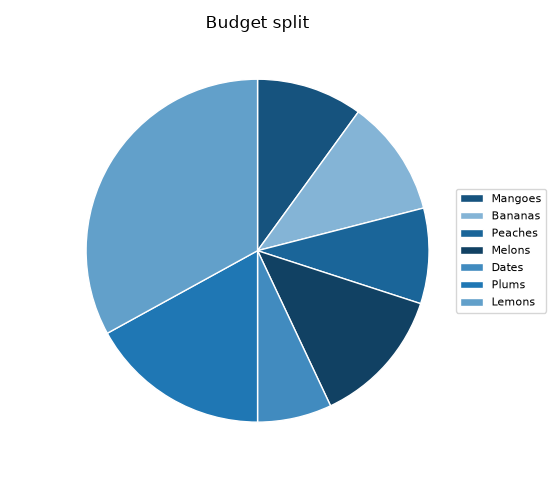 Budget split
Mangoes
Bananas
Peaches
Melons
Dates
Plums
Lemons